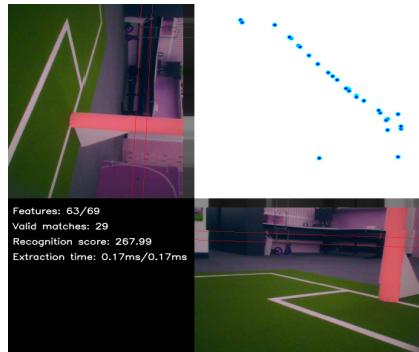 Features: 63/69
Valid matches: 29
Recognition score: 267.99
Extraction time: 0.17ms/0.17ms